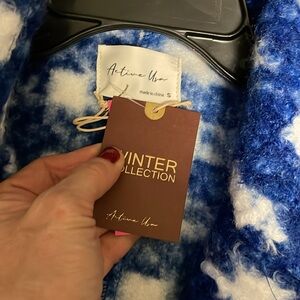 Active Usa
made in china S
WINTER
COLLECTION
Active Usa